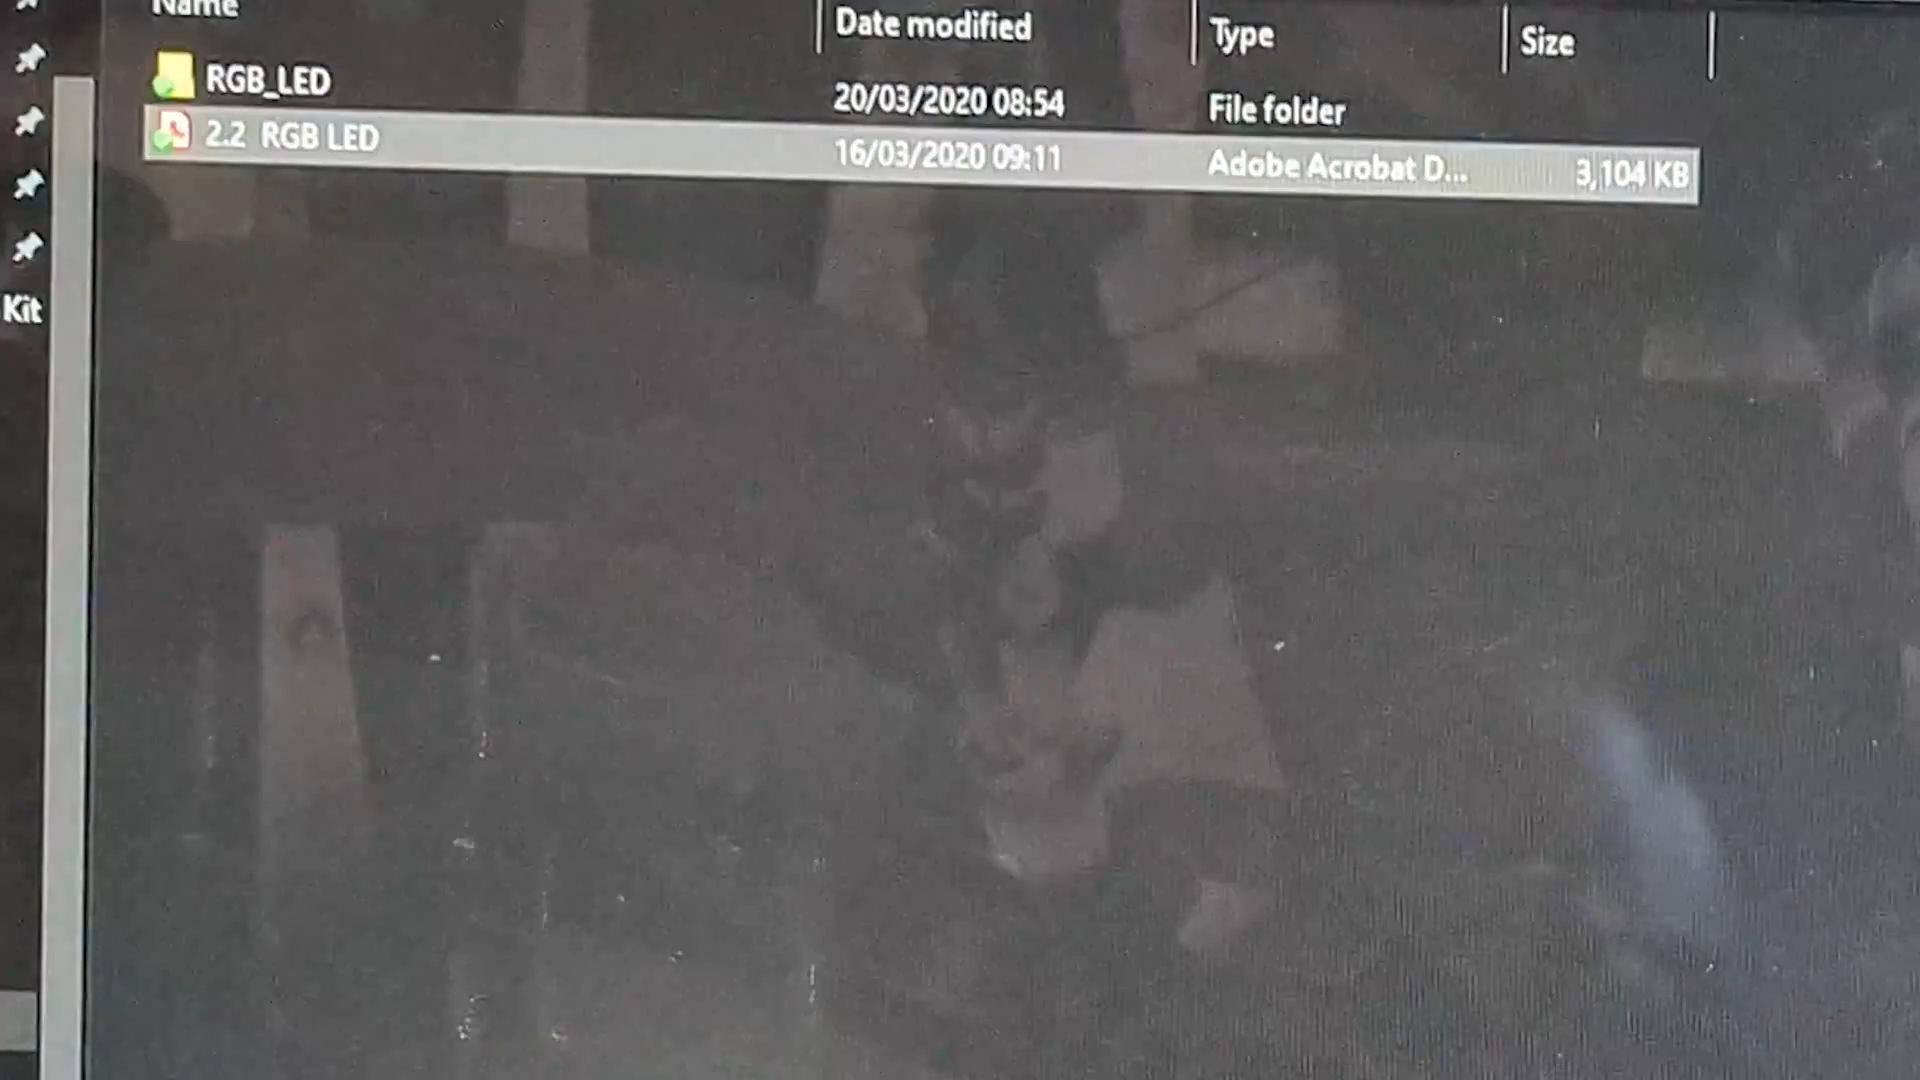 Name Date modified Type Size
RGB_LED 20/03/2020 08:54 File folder
2.2 RGB LED 16/03/2020 09:11 Adobe Acrobat D... 3,104 KB
Kit